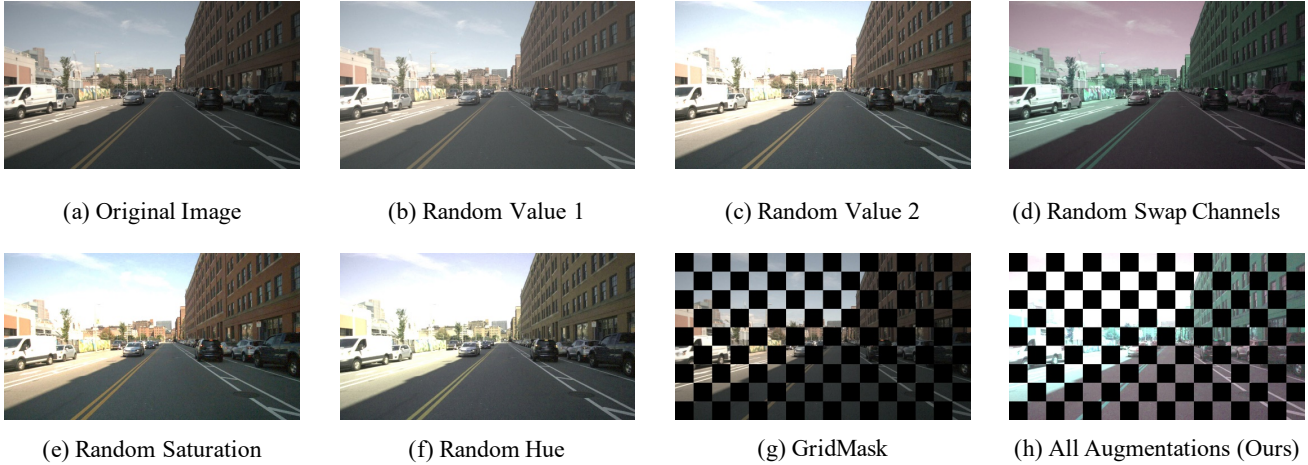 (a) Original Image
(b) Random Value 1
(c) Random Value 2
(d) Random Swap Channels
(e) Random Saturation
(f) Random Hue
(g) GridMask
(h) All Augmentations (Ours)